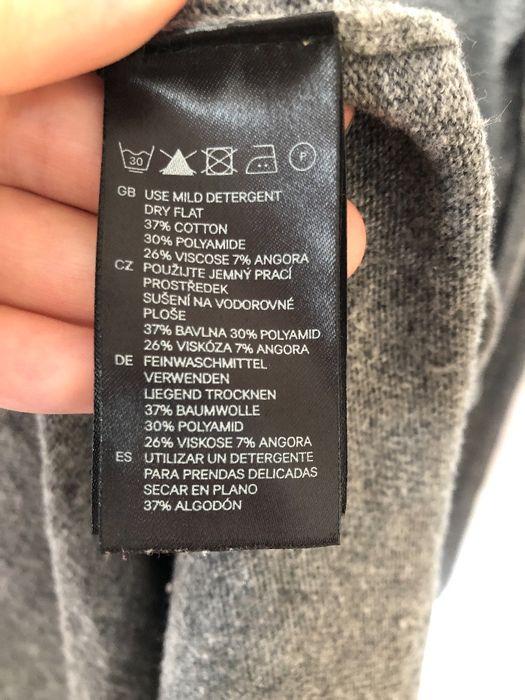 30 P
GB USE MILD DETERGENT
DRY FLAT
37% COTTON
30% POLYAMIDE
26% VISCOSE 7% ANGORA
CZ POUŽIJTE JEMNÝ PRACÍ
PROSTŘEDEK
SUŠENÍ NA VODOROVNÉ
PLOŠE
37% BAVLNA 30% POLYAMID
26% VISKÓZA 7% ANGORA
DE FEINWASCHMITTEL
VERWENDEN
LIEGEND TROCKNEN
37% BAUMWOLLE
30% POLYAMID
26% VISKOSE 7% ANGORA
ES UTILIZAR UN DETERGENTE
PARA PRENDAS DELICADAS
SECAR EN PLANO
37% ALGODÓN